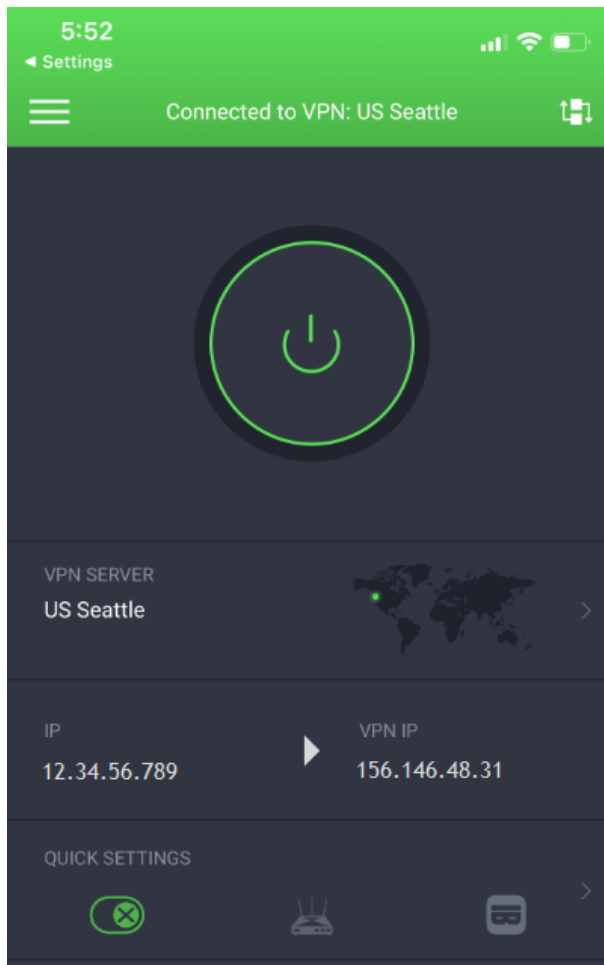 5:52
◄ Settings
Connected to VPN: US Seattle
VPN SERVER
US Seattle
IP
VPN IP
12.34.56.789
156.146.48.31
QUICK SETTINGS